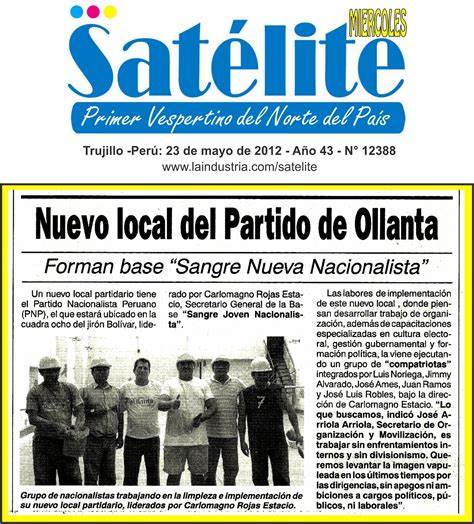 MIERCOLES
Satélite
Primer Vespertino del Norte del País
Trujillo -Perú: 23 de mayo de 2012 - Año 43 - N° 12388
www.laindustria.com/satelite
Nuevo local del Partido de Ollanta
Forman base “Sangre Nueva Nacionalista”
Un nuevo local partidario tiene
el Partido Nacionalista Peruano
(PNP), el que estará ubicado en la
cuadra ocho del jirón Bolívar, lide-
rado por Carlomagno Rojas Esta-
cio, Secretario General de la Ba-
se “Sangre Joven Nacionalis-
ta”.
Las labores de implementación
de este nuevo local , donde pien-
san desarrollar trabajo de organi-
zación, además de capacitaciones
especializadas en cultura electo-
ral, gestión gubernamental y for-
mación política, la viene ejecutan-
do un grupo de “compatriotas”
integrados por Luis Noriega, Jimmy
Alvarado, José Ames, Juan Ramos
y José Luis Robles, bajo la direc-
ción de Carlomagno Estacio. “Lo
que buscamos, indicó José A-
rriola Arriola, Secretario de Or-
ganización y Movilización, es tra-
bajar sin enfrentamientos inter-
nos y sin divisionismo. Que-
remos levantar la imagen vapu-
leada en los últimos tiempos por
las dirigencias, sin apegos ni am-
biciones a cargos políticos, pú-
blicos, ni laborales”.
Grupo de nacionalistas trabajando en la limpieza e implementación de
su nuevo local partidario, liderados por Carlomagno Rojas Estacio.